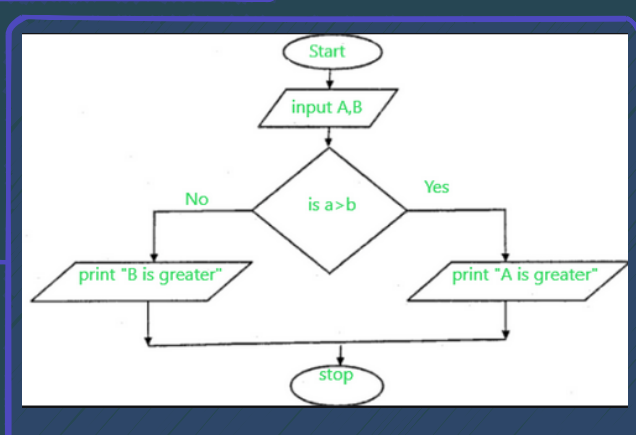 Start
input A,B
is a>b
No
Yes
print "B is greater"
print "A is greater"
stop